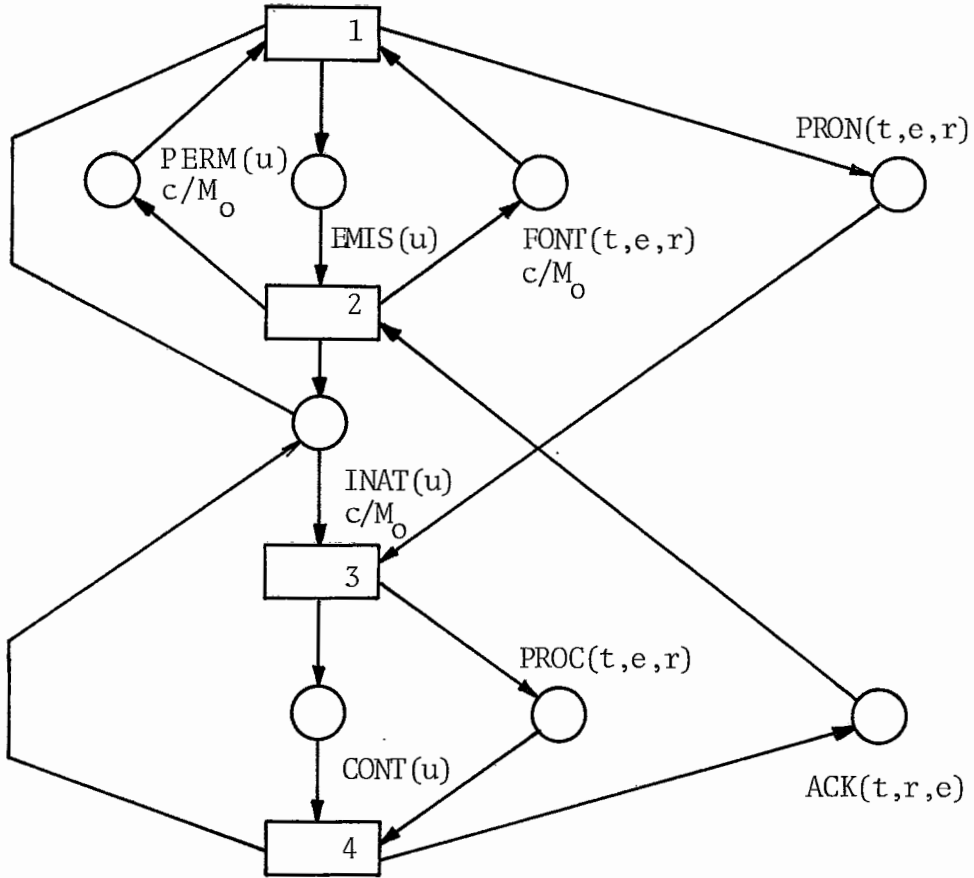 1
PRON(t,e,r)
PERM(u)
c/Mo
EMIS(u)
FONT(t,e,r)
c/Mo
2
INAT(u)
c/Mo
3
PROC(t,e,r)
CONT(u)
ACK(t,r,e)
4